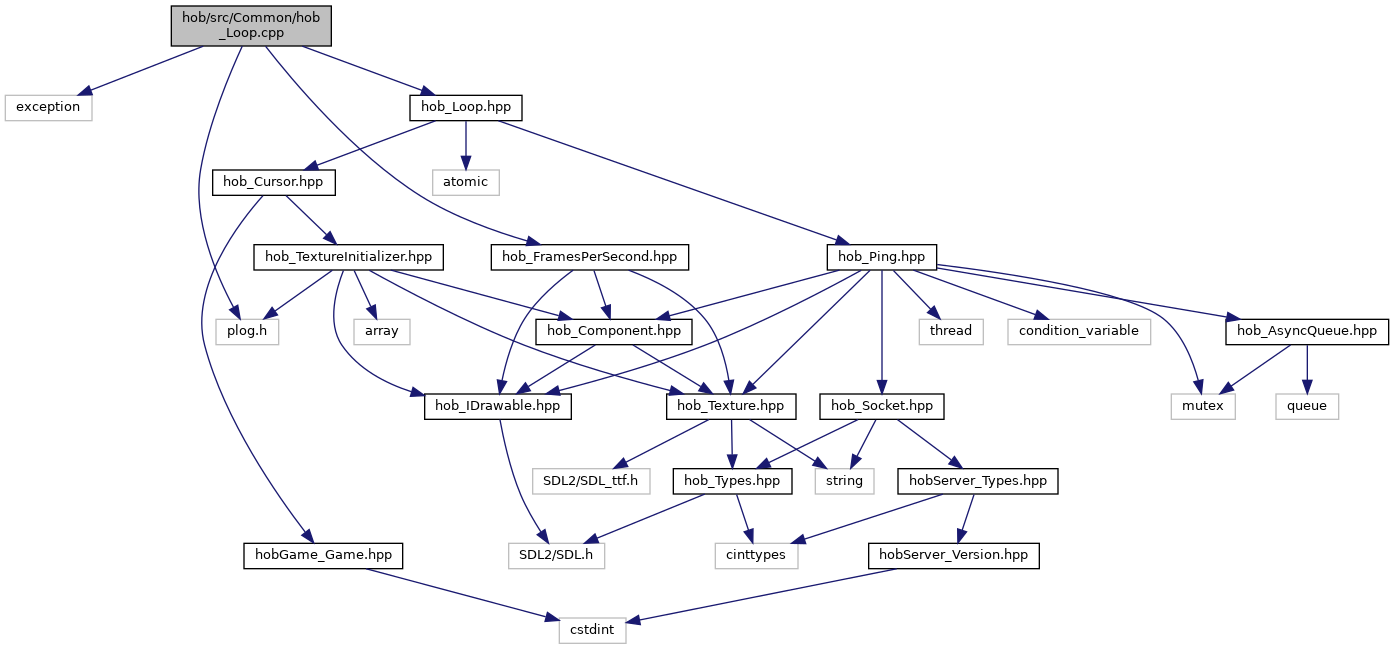 hob/src/Common/hob
_Loop.cpp
exception
hob_Loop.hpp
hob_Cursor.hpp
atomic
hob_TextureInitializer.hpp
hob_FramesPerSecond.hpp
hob_Ping.hpp
plog.h
array
hob_Component.hpp
thread
condition_variable
hob_AsyncQueue.hpp
hob_IDrawable.hpp
hob_Texture.hpp
hob_Socket.hpp
mutex
queue
SDL2/SDL_ttf.h
hob_Types.hpp
string
hobServer_Types.hpp
hobGame_Game.hpp
SDL2/SDL.h
cinttypes
hobServer_Version.hpp
cstdint